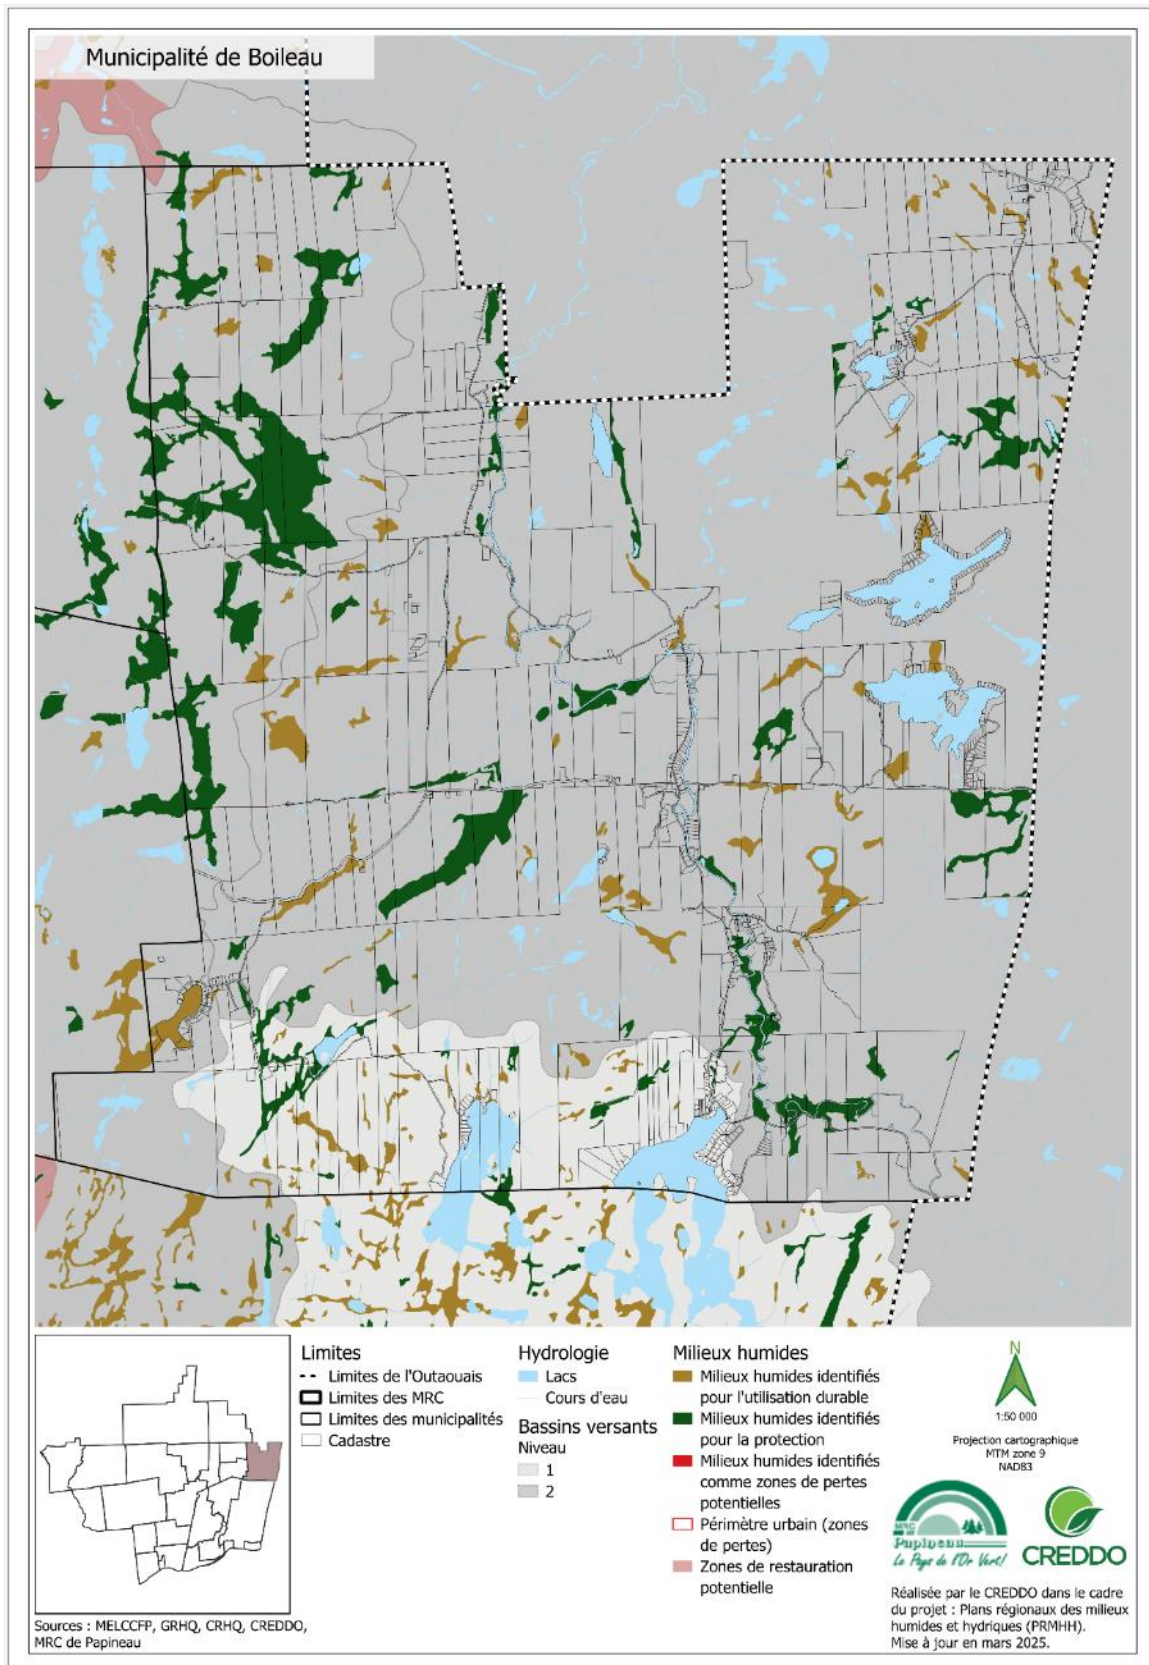 Municipalité de Boileau
Limites
Limites de l'Outaouais
Limites des MRC
Limites des municipalités
Cadastre
Hydrologie
Lacs
Cours d'eau
Bassins versants
Niveau
1
2
Milieux humides
Milieux humides identifiés
pour l'utilisation durable
Milieux humides identifiés
pour la protection
Milieux humides identifiés
comme zones de pertes
potentielles
Périmètre urbain (zones
de pertes)
Zones de restauration
potentielle
N
1:50 000
Projection cartographique
MTM zone 9
NAD83
MRC
Papineau
Le Pays de l'Or Vert!
CREDDO
Réalisée par le CREDDO dans le cadre
du projet : Plans régionaux des milieux
humides et hydriques (PRMHH).
Mise à jour en mars 2025.
Sources : MELCCFP, GRHQ, CRHQ, CREDDO,
MRC de Papineau